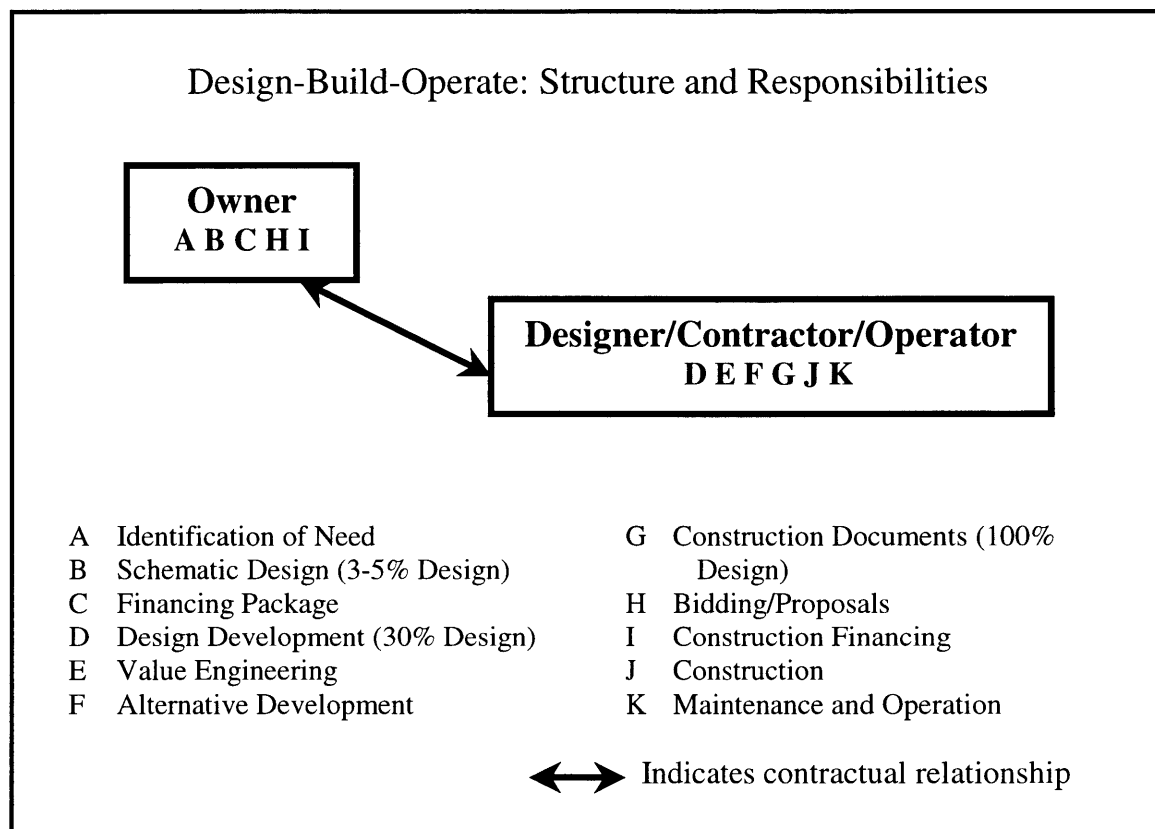 Design-Build-Operate: Structure and Responsibilities
Owner
A B C H I
Designer/Contractor/Operator
D E F G J K
A Identification of Need
B Schematic Design (3-5% Design)
C Financing Package
D Design Development (30% Design)
E Value Engineering
F Alternative Development
G Construction Documents (100%
Design)
H Bidding/Proposals
I Construction Financing
J Construction
K Maintenance and Operation
Indicates contractual relationship